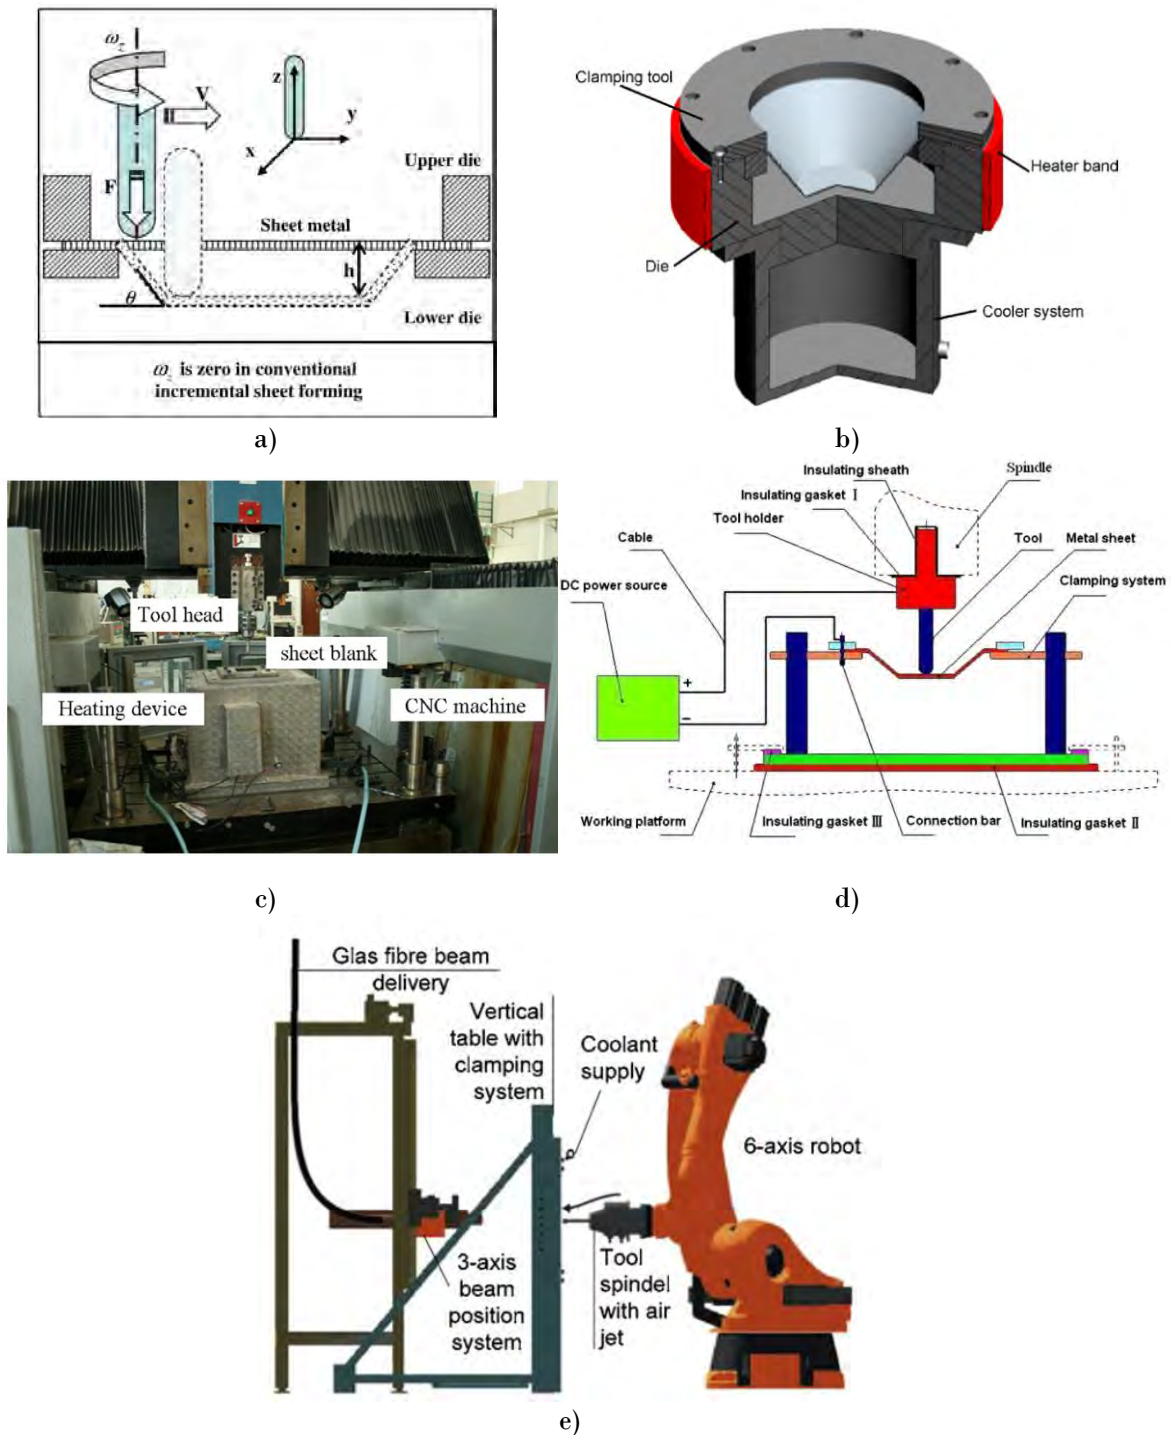 ω_z
V
z
y
x
F
Upper die
Sheet metal
h
θ
Lower die
ω_z is zero in conventional
incremental sheet forming
a)
Clamping tool
Heater band
Die
Cooler system
b)
Tool head
sheet blank
Heating device
CNC machine
c)
Insulating sheath
Spindle
Insulating gasket Ⅰ
Tool holder
Cable
Tool
Metal sheet
DC power source
Clamping system
+
−
Working platform
Insulating gasket Ⅲ
Connection bar
Insulating gasket Ⅱ
d)
Glas fibre beam
delivery
Vertical
table with
clamping
system
Coolant
supply
6-axis robot
3-axis
beam
position
system
Tool
spindel
with air
jet
e)